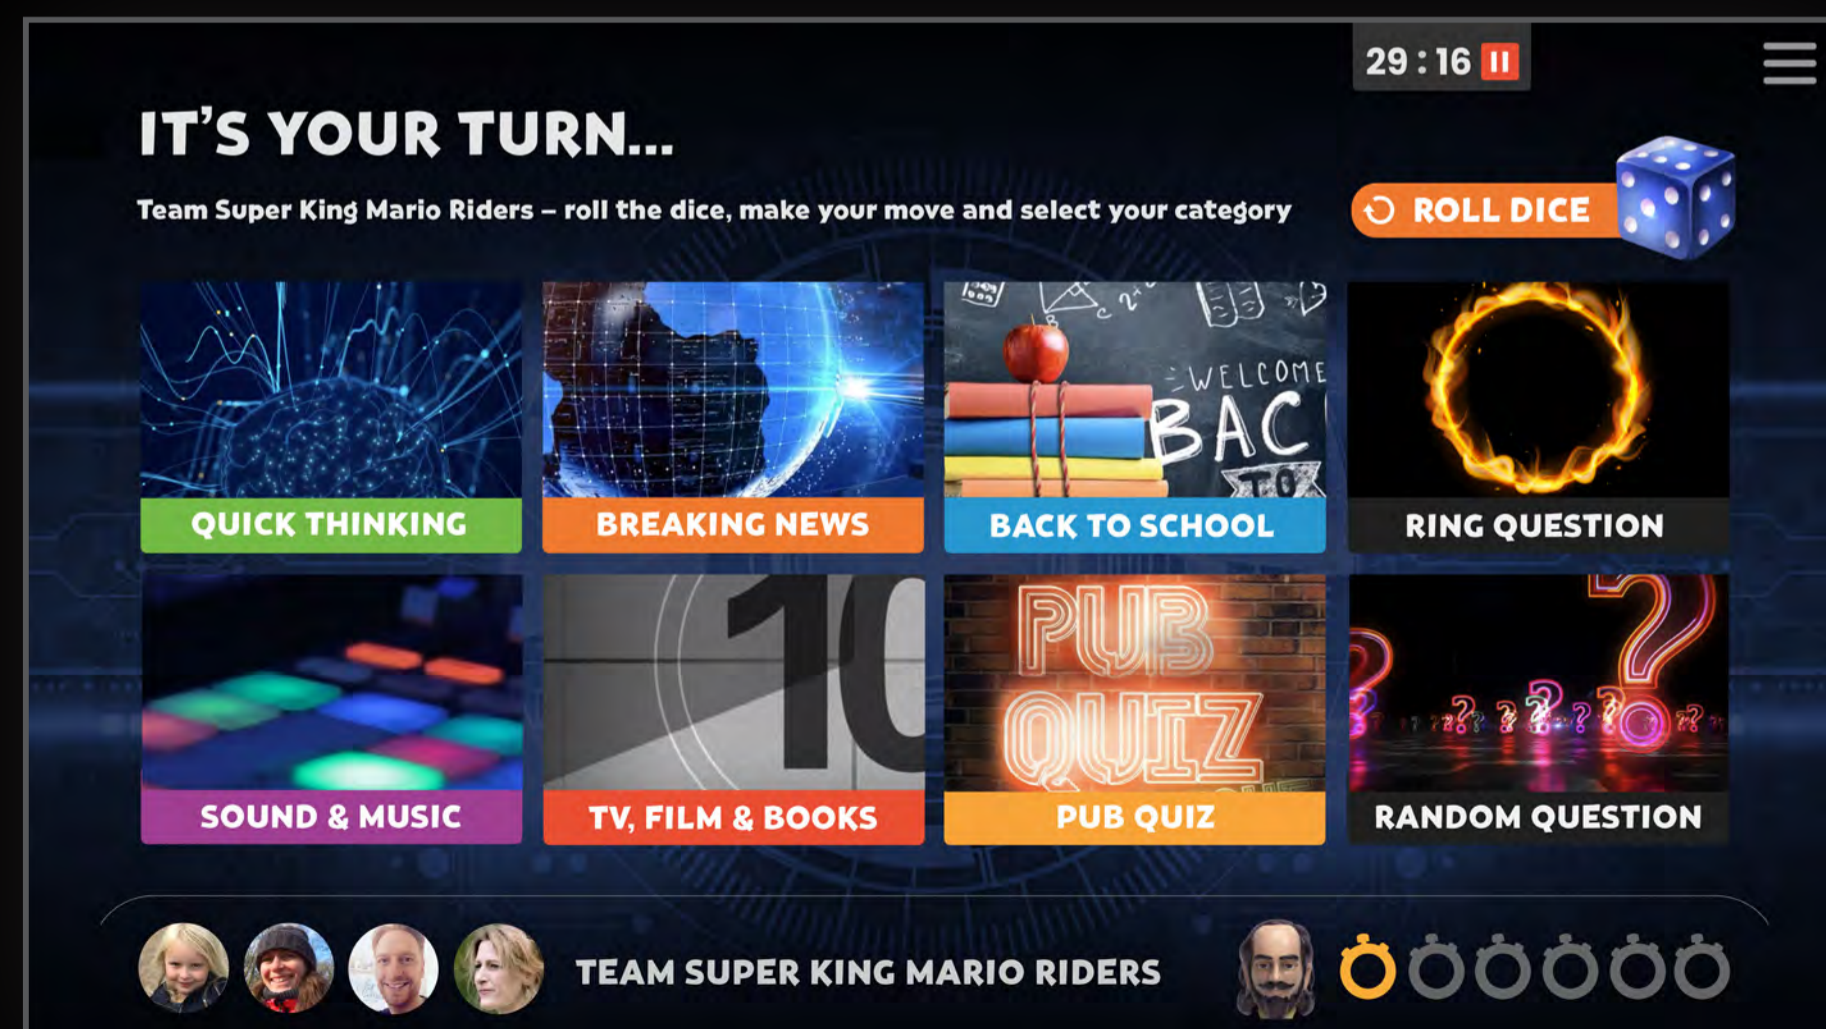 29 : 16
IT'S YOUR TURN...
Team Super King Mario Riders – roll the dice, make your move and select your category
ROLL DICE
WELCOME
BAC
TO
QUICK THINKING
BREAKING NEWS
BACK TO SCHOOL
RING QUESTION
10
PUB
QUIZ
? ? ? ? ? ? ? ?
SOUND & MUSIC
TV, FILM & BOOKS
PUB QUIZ
RANDOM QUESTION
TEAM SUPER KING MARIO RIDERS